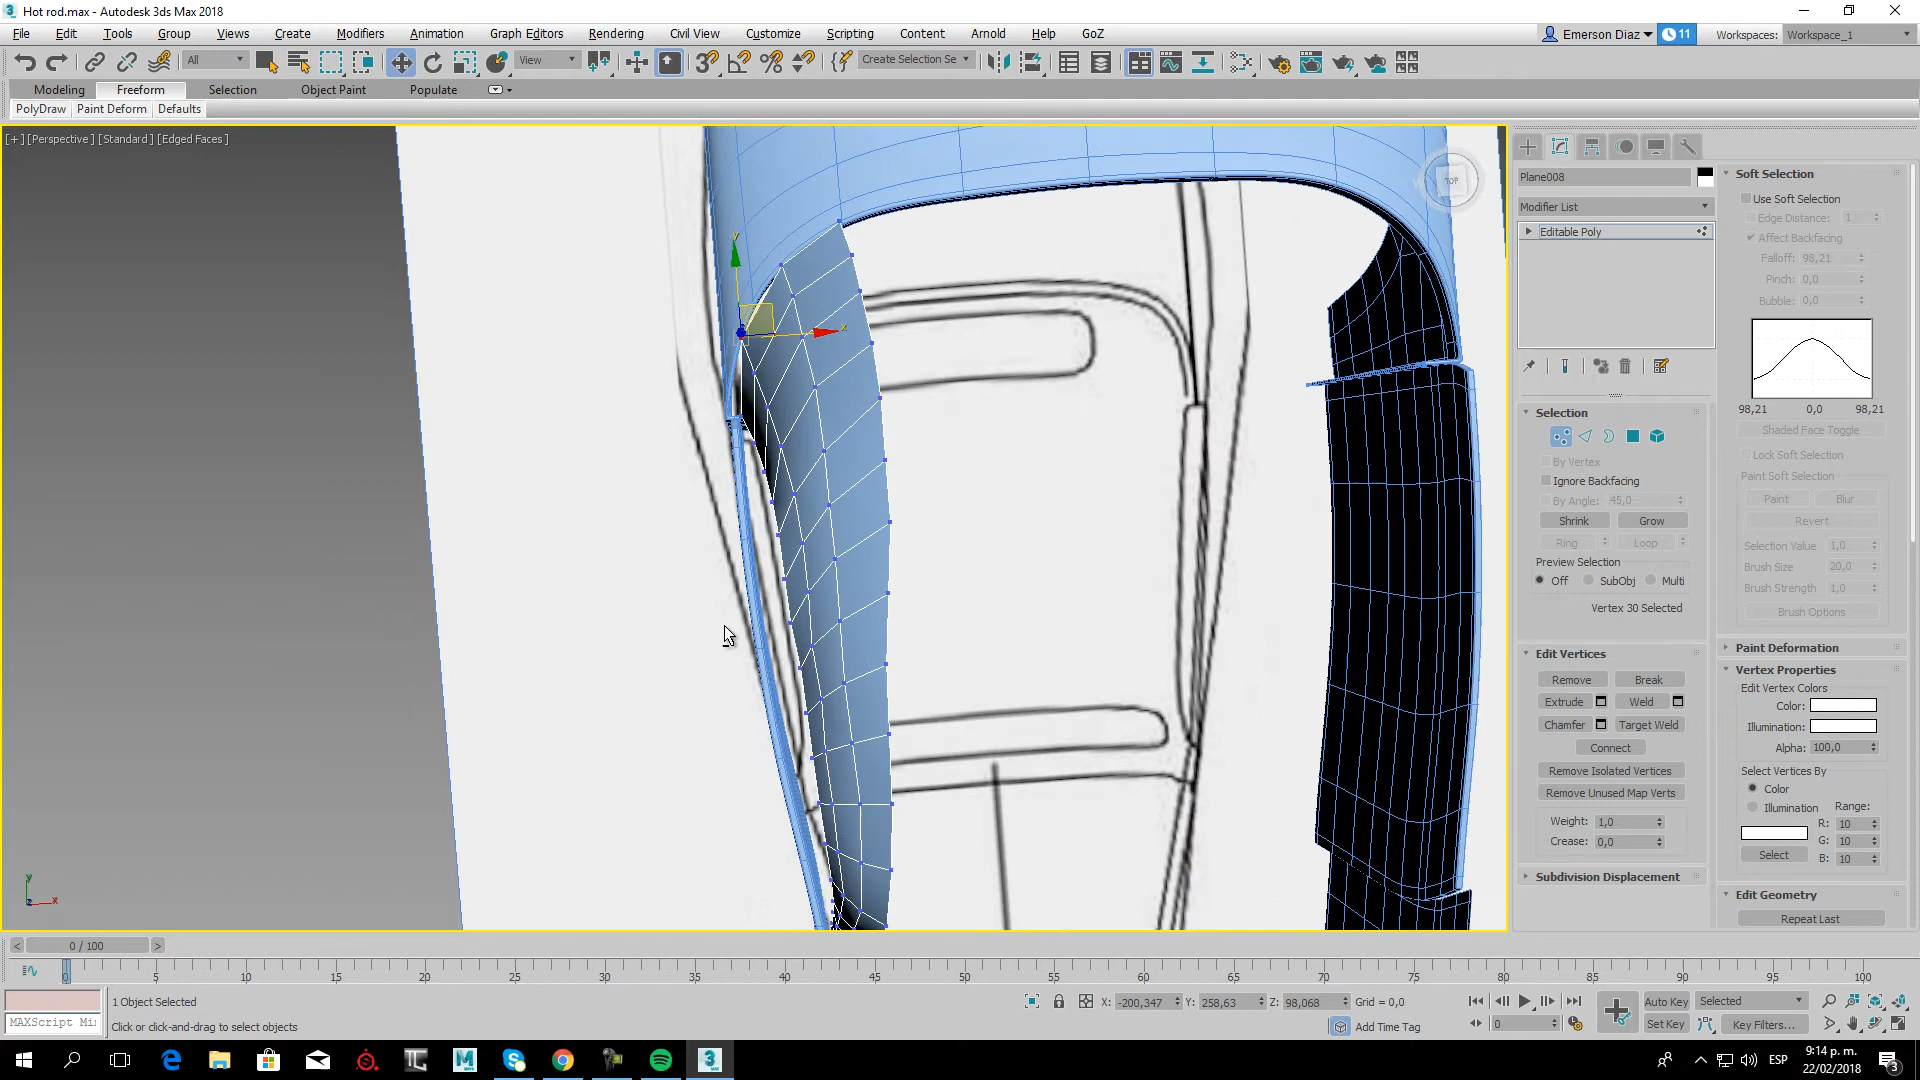 Hot rod.max - Autodesk 3ds Max 2018
File Edit Tools Group Views Create Modifiers Animation Graph Editors Rendering Civil View Customize Scripting Content Arnold Help GoZ
Emerson Diaz 11 Workspaces: Workspace_1
All View Create Selection Se
Modeling Freeform Selection Object Paint Populate
PolyDraw Paint Deform Defaults
[+] [Perspective] [Standard] [Edged Faces]
TOP
y
x
y
x
Plane008
Modifier List
Editable Poly
Selection
By Vertex
Ignore Backfacing
By Angle: 45,0
Shrink Grow
Ring Loop
Preview Selection
Off SubObj Multi
Vertex 30 Selected
Edit Vertices
Remove Break
Extrude Weld
Chamfer Target Weld
Connect
Remove Isolated Vertices
Remove Unused Map Verts
Weight: 1,0
Crease: 0,0
Subdivision Displacement
Soft Selection
Use Soft Selection
Edge Distance: 1
Affect Backfacing
Falloff: 98,21
Pinch: 0,0
Bubble: 0,0
98,21 0,0 98,21
Shaded Face Toggle
Lock Soft Selection
Paint Soft Selection
Paint Blur
Revert
Selection Value 1,0
Brush Size 20,0
Brush Strength 1,0
Brush Options
Paint Deformation
Vertex Properties
Edit Vertex Colors
Color:
Illumination:
Alpha: 100,0
Select Vertices By
Color
Illumination Range:
R: 10
G: 10
Select B: 10
Edit Geometry
Repeat Last
< 0 / 100 >
0 5 10 15 20 25 30 35 40 45 50 55 60 65 70 75 80 85 90 95 100
1 Object Selected X: -200,347 Y: 258,63 Z: 98,068 Grid = 0,0 Auto Key Selected
MAXScript Mi Click or click-and-drag to select objects Add Time Tag 0 Set Key Key Filters...
ESP 9:14 p. m.
22/02/2018 3